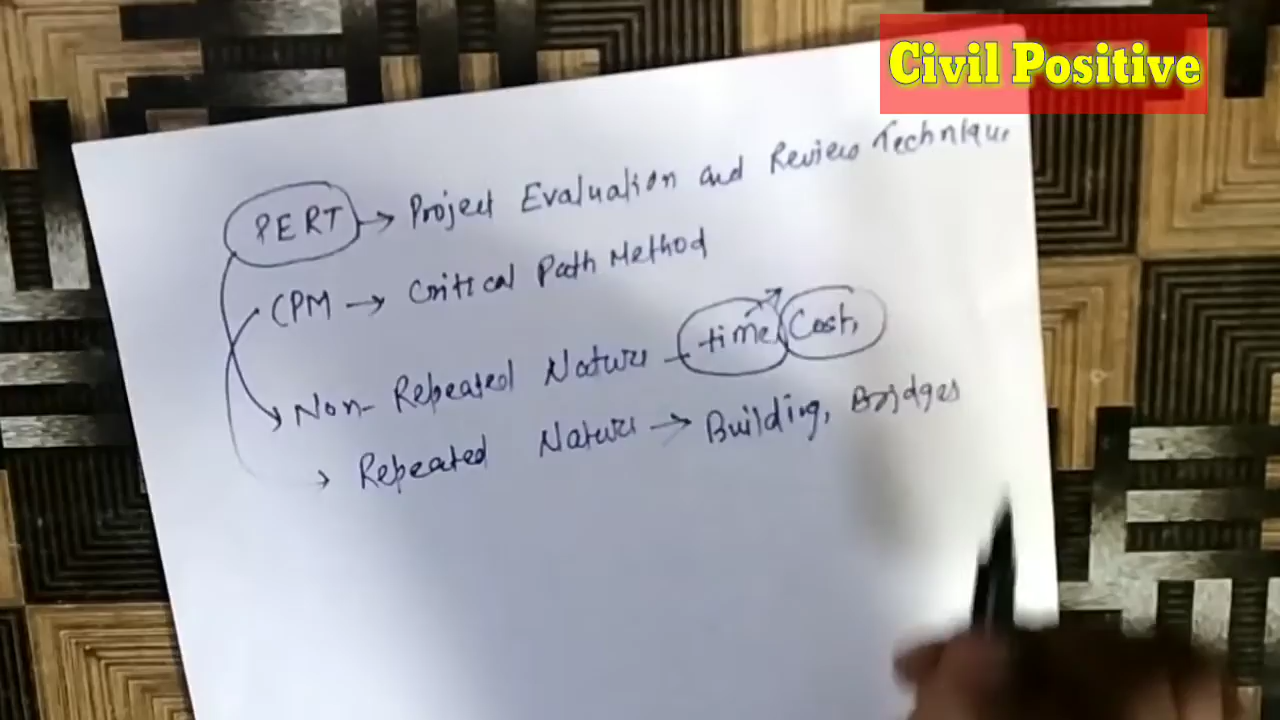 Civil Positive
PERT → Project Evaluation and Review Technique
CPM → Critical Path Method
Non-Repeated Nature - time, Cost,
Repeated Nature → Building, Bridges